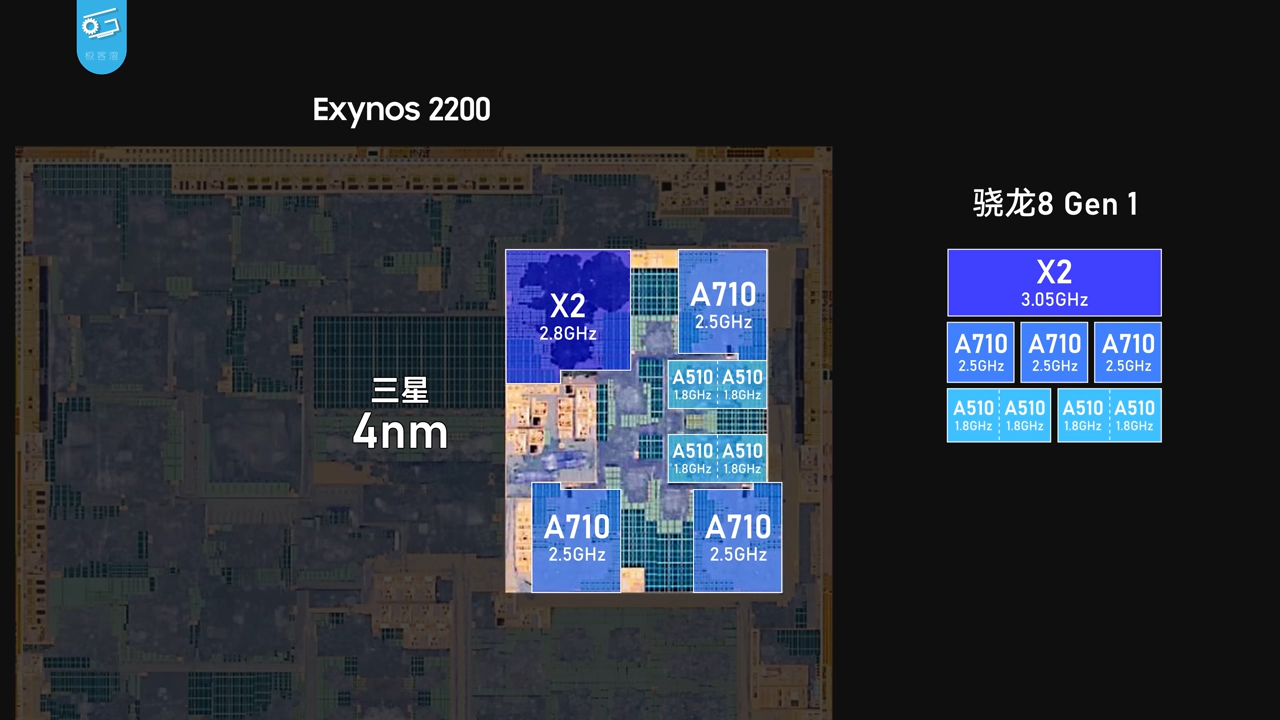 极客湾
Exynos 2200
三星
4nm
X2
2.8GHz
A710
2.5GHz
A510 A510
1.8GHz 1.8GHz
A510 A510
1.8GHz 1.8GHz
A710
2.5GHz
A710
2.5GHz
骁龙8 Gen 1
X2
3.05GHz
A710 A710 A710
2.5GHz 2.5GHz 2.5GHz
A510 A510 A510 A510
1.8GHz 1.8GHz 1.8GHz 1.8GHz